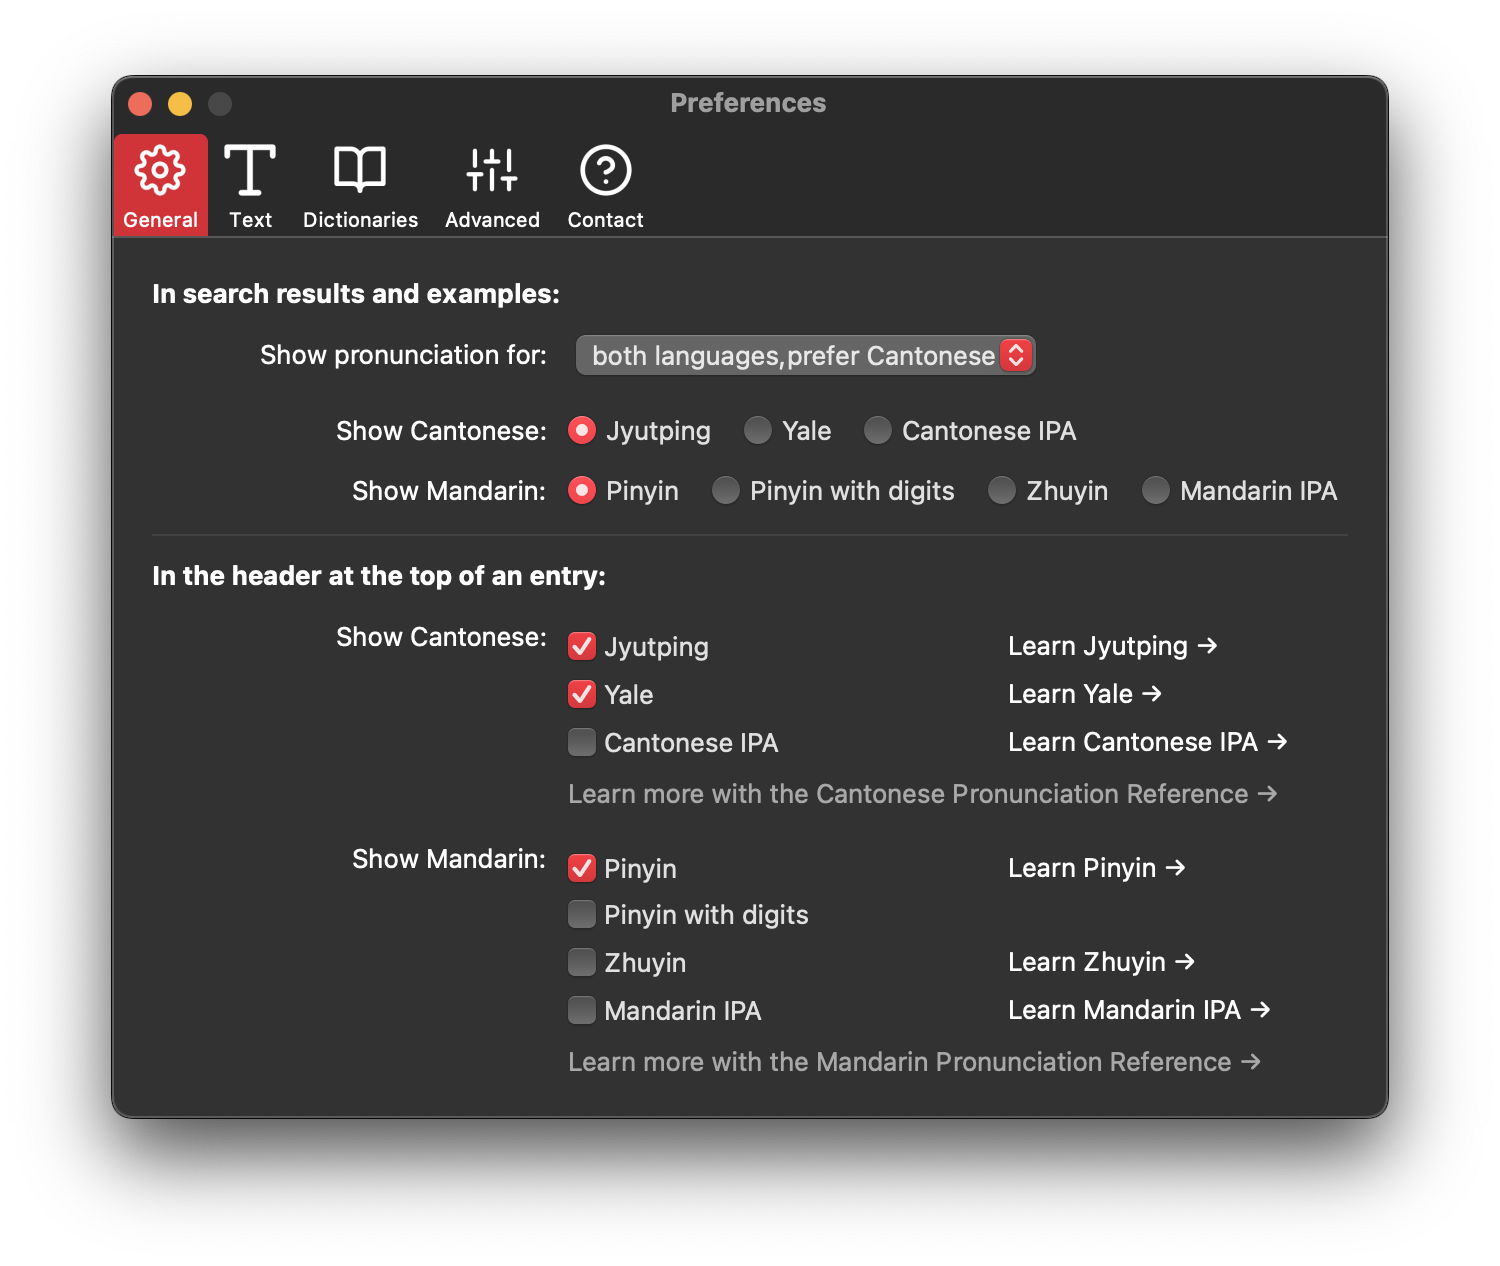 Preferences
General Text Dictionaries Advanced Contact
In search results and examples:
Show pronunciation for: both languages,prefer Cantonese
Show Cantonese: Jyutping Yale Cantonese IPA
Show Mandarin: Pinyin Pinyin with digits Zhuyin Mandarin IPA
In the header at the top of an entry:
Show Cantonese: Jyutping Learn Jyutping →
Yale Learn Yale →
Cantonese IPA Learn Cantonese IPA →
Learn more with the Cantonese Pronunciation Reference →
Show Mandarin: Pinyin Learn Pinyin →
Pinyin with digits
Zhuyin Learn Zhuyin →
Mandarin IPA Learn Mandarin IPA →
Learn more with the Mandarin Pronunciation Reference →